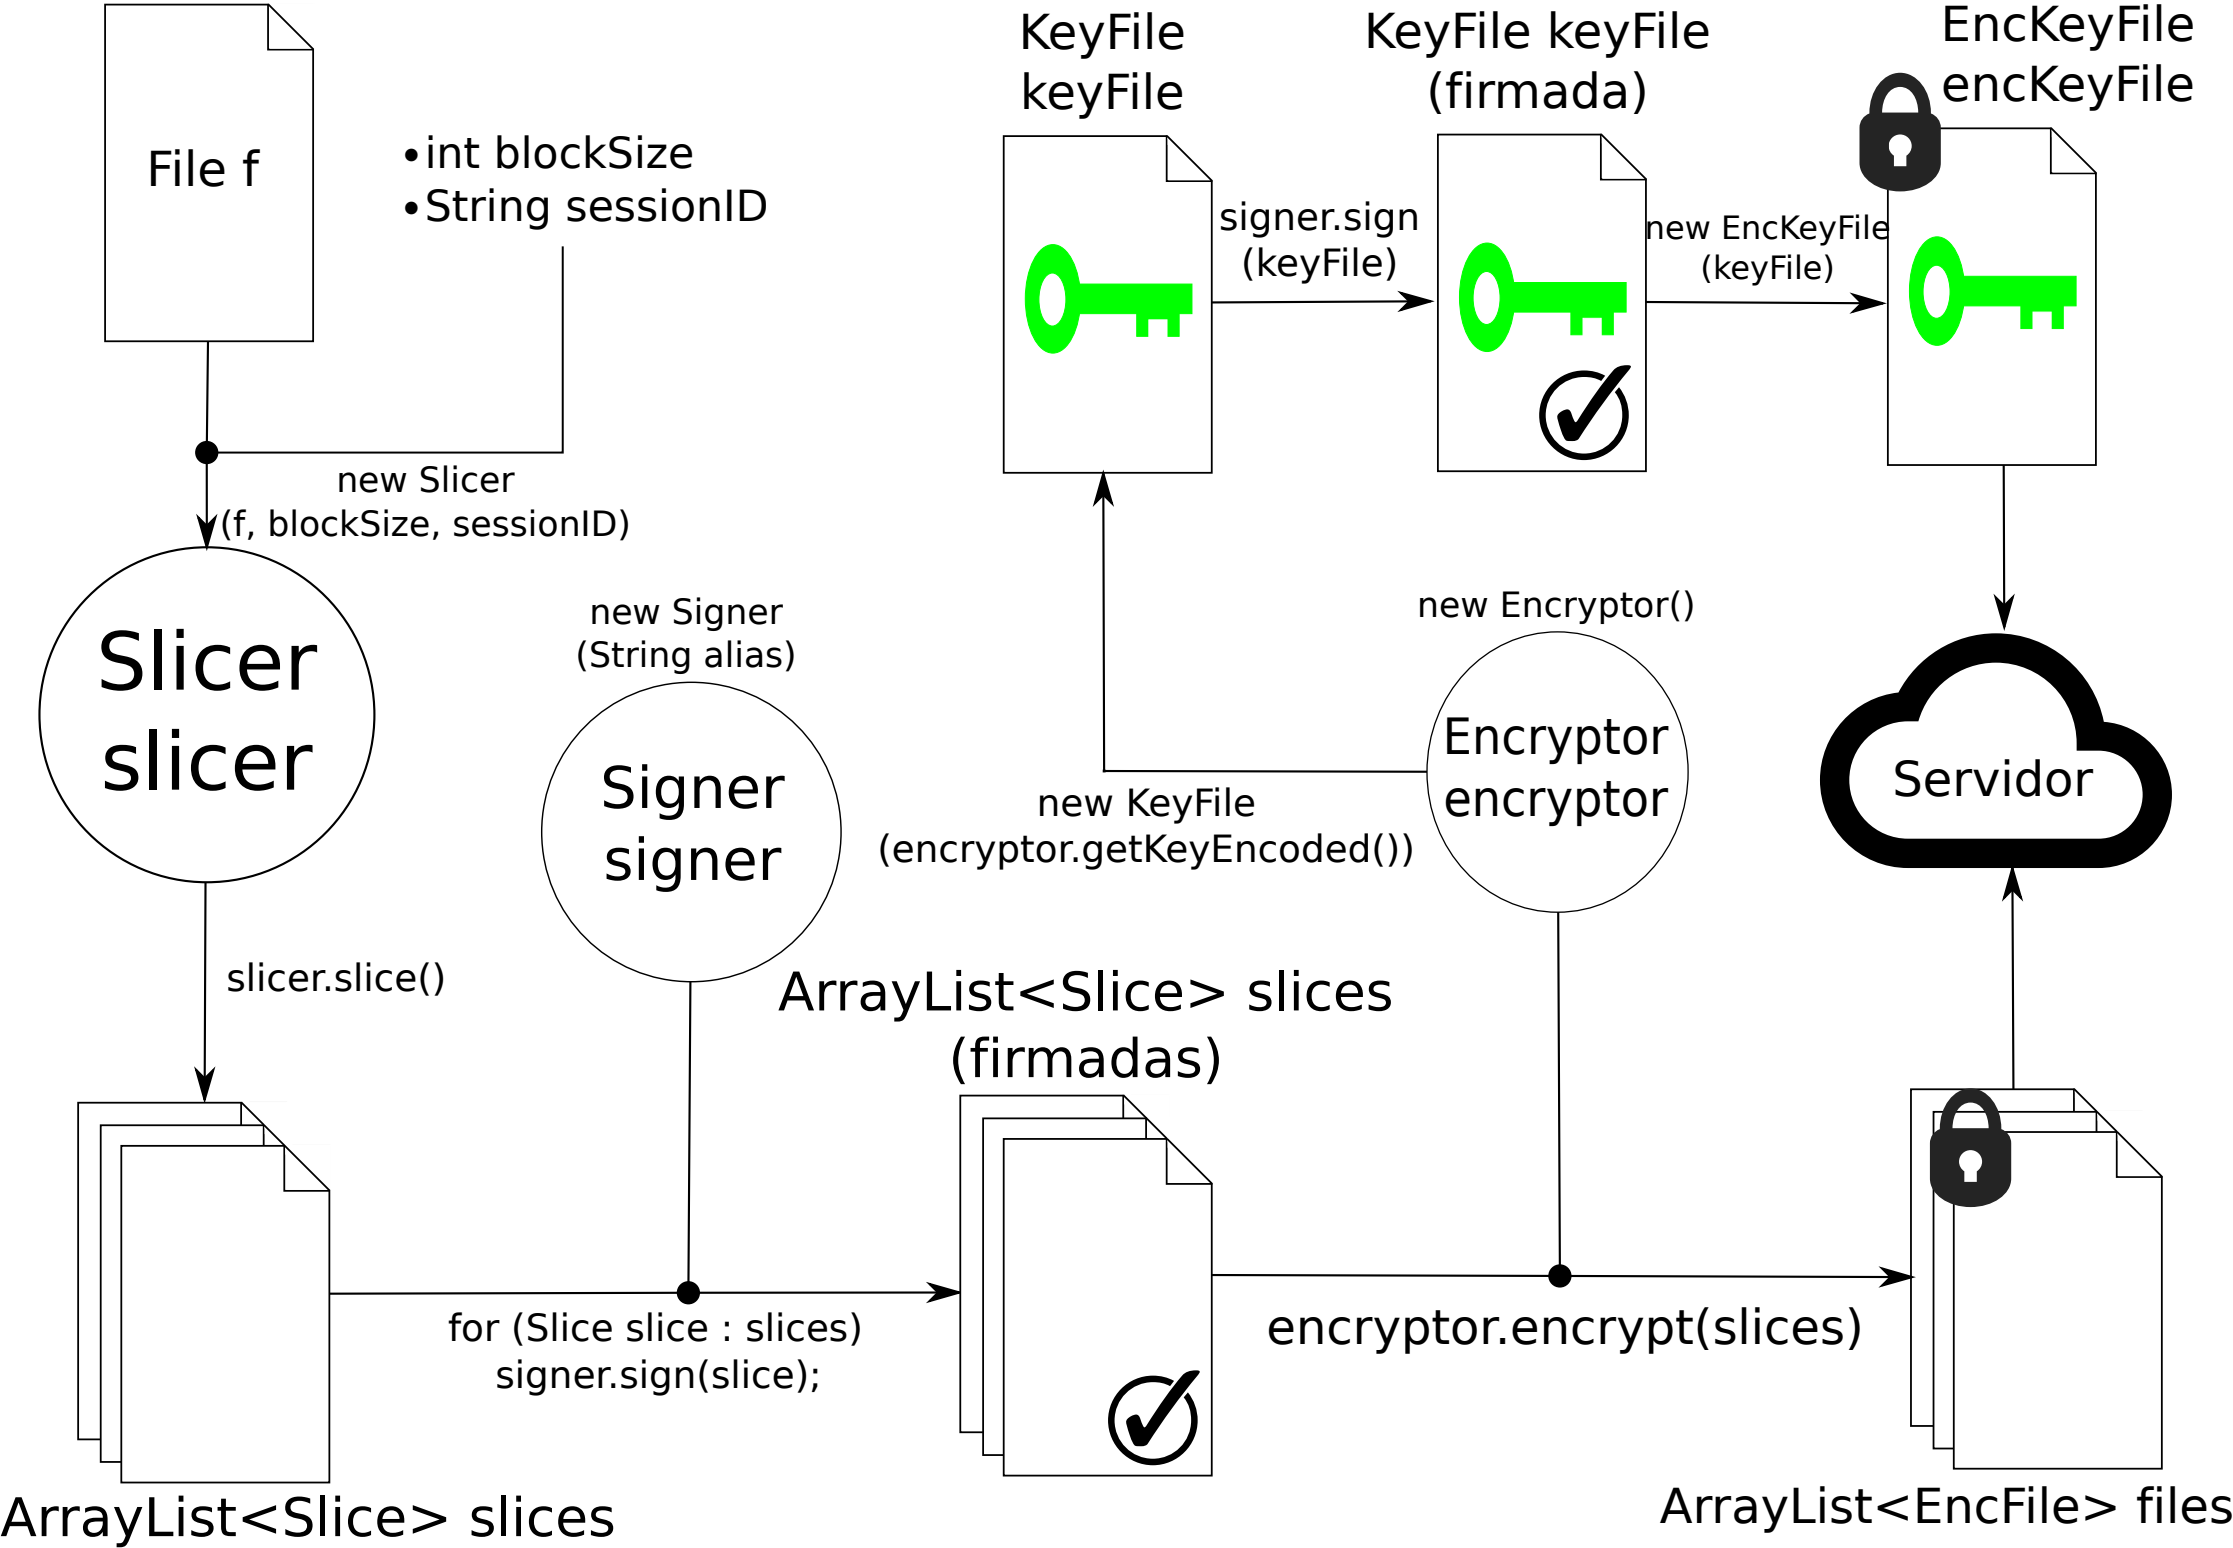 File f
•int blockSize
•String sessionID
new Slicer
(f, blockSize, sessionID)
Slicer
slicer
slicer.slice()
ArrayList<Slice> slices
new Signer
(String alias)
Signer
signer
for (Slice slice : slices)
signer.sign(slice);
ArrayList<Slice> slices
(firmadas)
KeyFile
keyFile
signer.sign
(keyFile)
KeyFile keyFile
(firmada)
new EncKeyFile
(keyFile)
EncKeyFile
encKeyFile
new Encryptor()
Encryptor
encryptor
new KeyFile
(encryptor.getKeyEncoded())
Servidor
encryptor.encrypt(slices)
ArrayList<EncFile> files